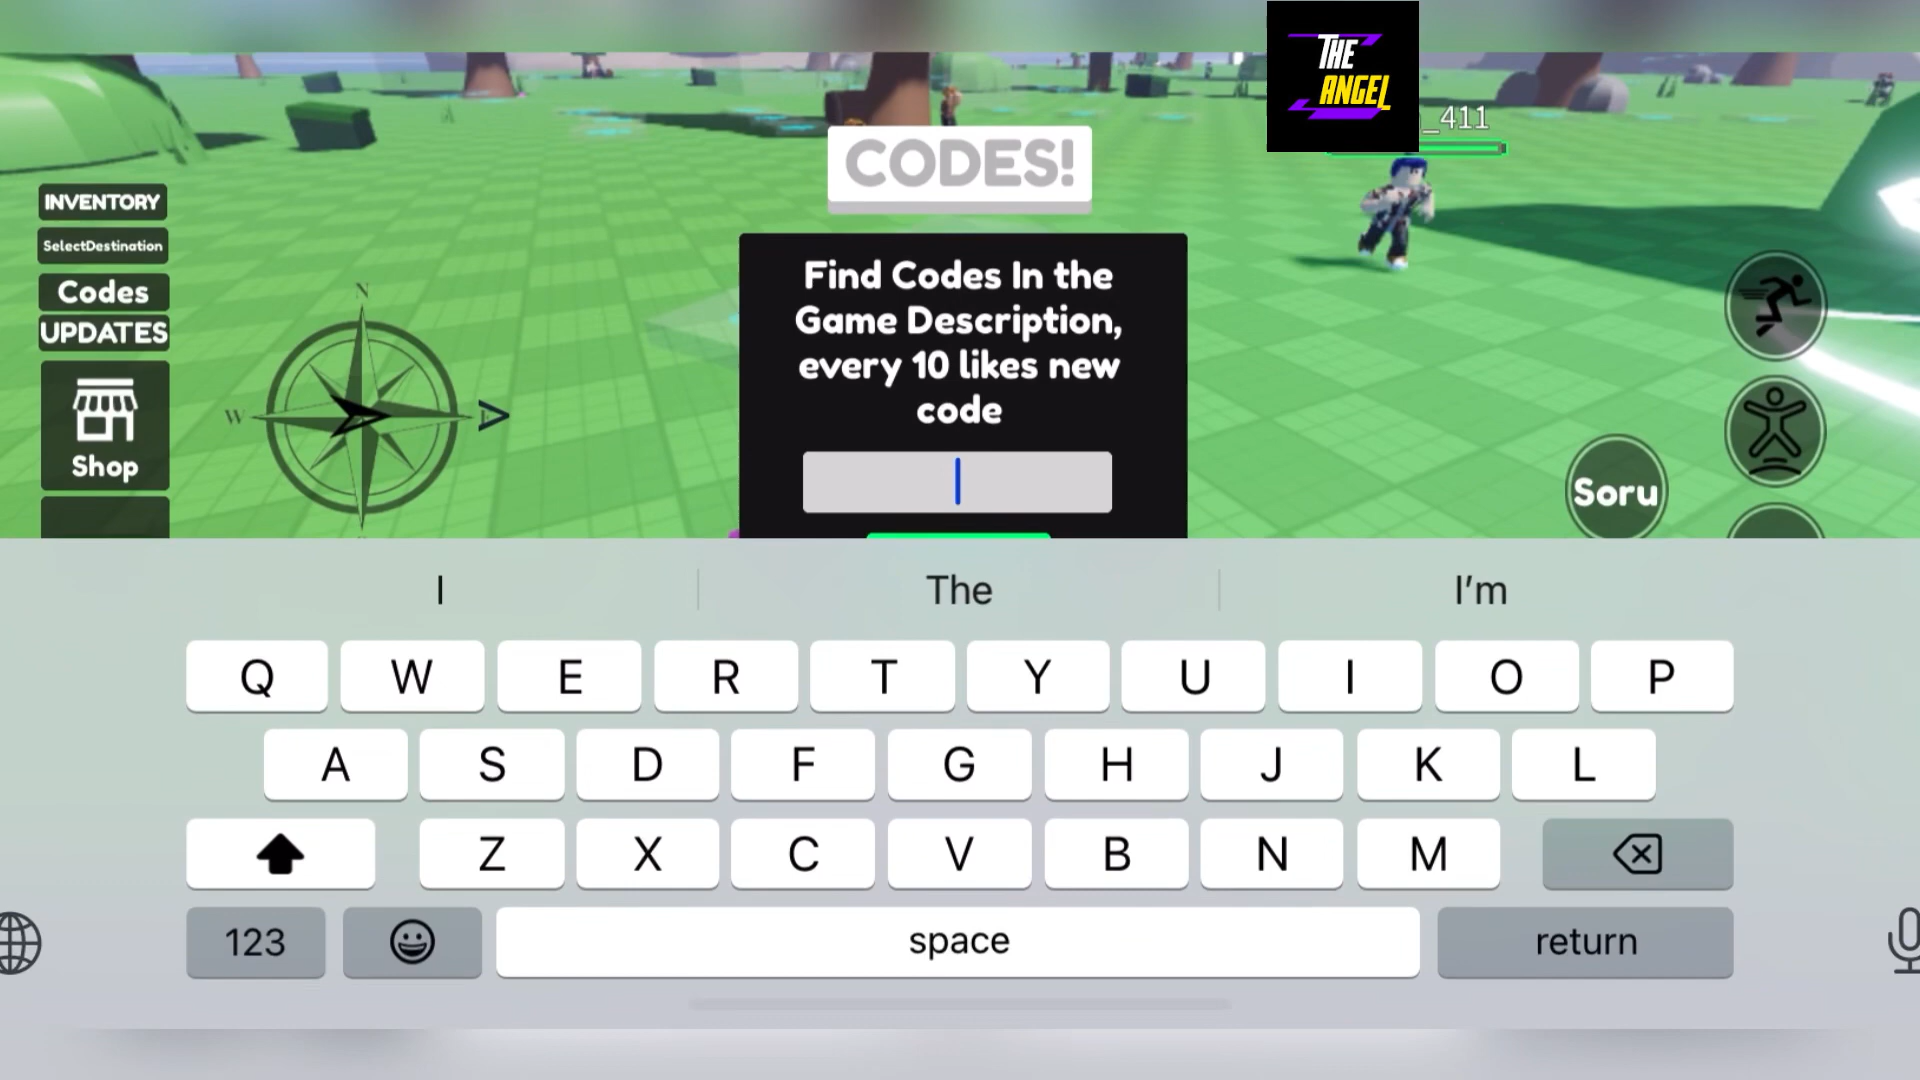 THE
ANGEL
_411
CODES!
INVENTORY
SelectDestination
Codes
UPDATES
Shop
N
W
Find Codes In the
Game Description,
every 10 likes new
code
Soru
I The I'm
Q W E R T Y U I O P
A S D F G H J K L
Z X C V B N M
123 space return